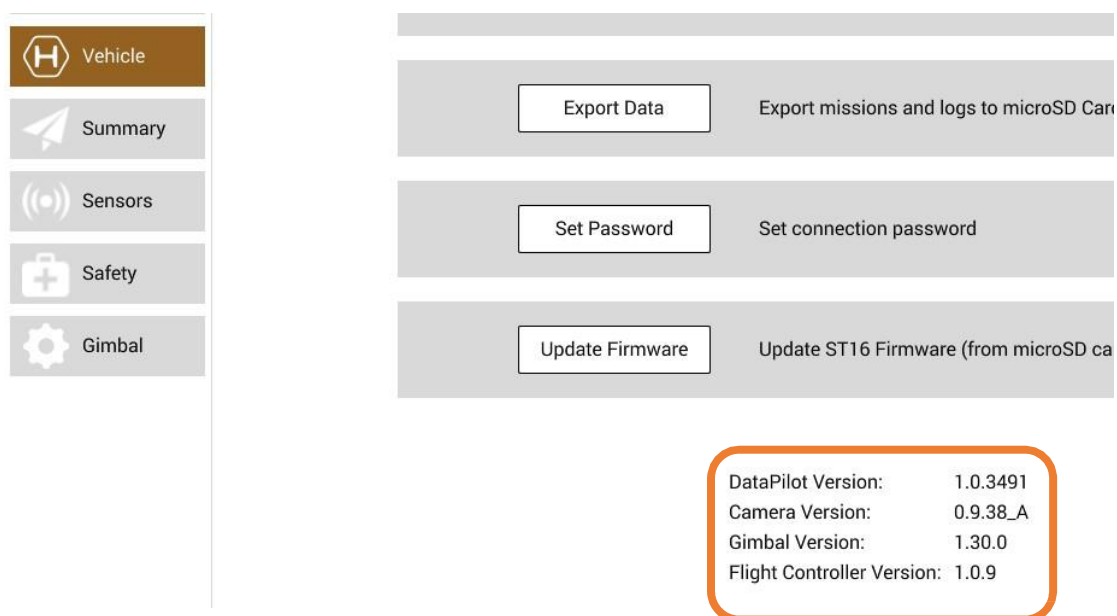 Vehicle
Summary
Sensors
Safety
Gimbal
Export Data Export missions and logs to microSD
Set Password Set connection password
Update Firmware Update ST16 Firmware (from microSD
DataPilot Version: 1.0.3491
Camera Version: 0.9.38_A
Gimbal Version: 1.30.0
Flight Controller Version: 1.0.9